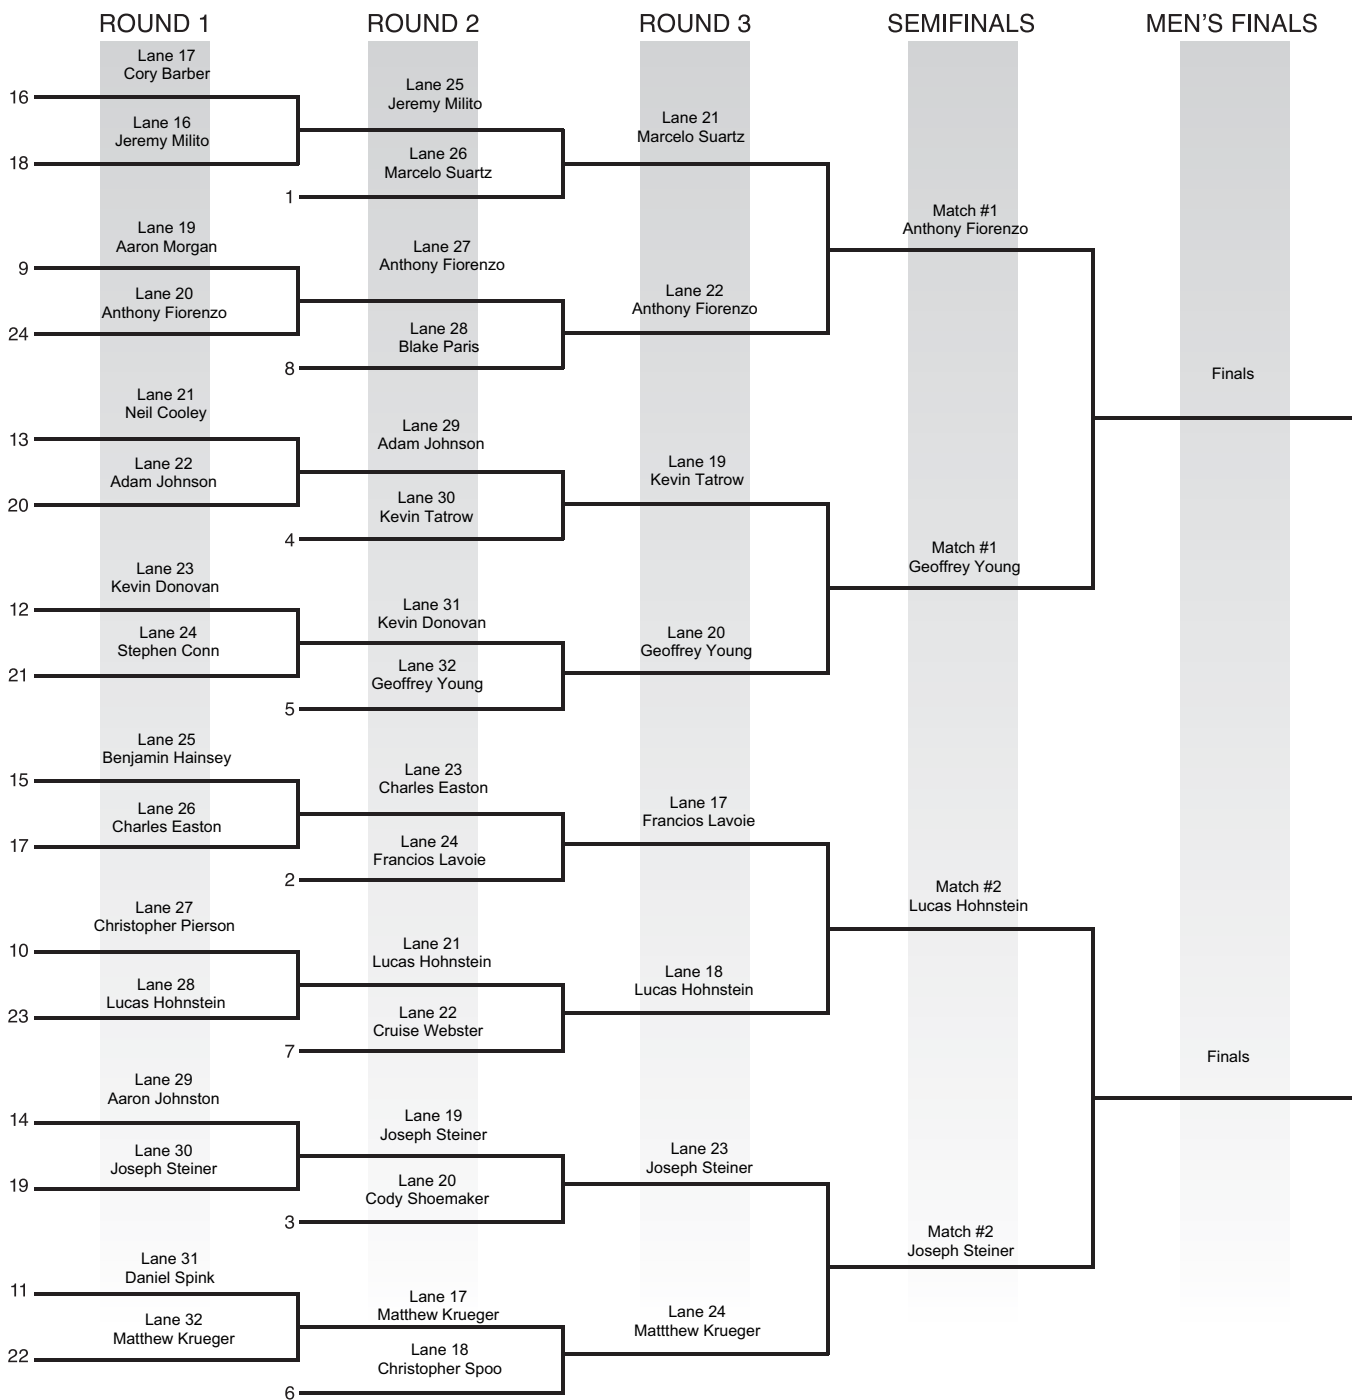 ROUND 1
ROUND 2
ROUND 3
SEMIFINALS
MEN'S FINALS
Lane 17
Cory Barber
16
Lane 16
Jeremy Milito
18
Lane 19
Aaron Morgan
9
Lane 20
Anthony Fiorenzo
24
Lane 21
Neil Cooley
13
Lane 22
Adam Johnson
20
Lane 23
Kevin Donovan
12
Lane 24
Stephen Conn
21
Lane 25
Benjamin Hainsey
15
Lane 26
Charles Easton
17
Lane 27
Christopher Pierson
10
Lane 28
Lucas Hohnstein
23
Lane 29
Aaron Johnston
14
Lane 30
Joseph Steiner
19
Lane 31
Daniel Spink
11
Lane 32
Matthew Krueger
22
Lane 25
Jeremy Milito
Lane 26
Marcelo Suartz
1
Lane 27
Anthony Fiorenzo
Lane 28
Blake Paris
8
Lane 29
Adam Johnson
Lane 30
Kevin Tatrow
4
Lane 31
Kevin Donovan
Lane 32
Geoffrey Young
5
Lane 23
Charles Easton
Lane 24
Francios Lavoie
2
Lane 21
Lucas Hohnstein
Lane 22
Cruise Webster
7
Lane 19
Joseph Steiner
Lane 20
Cody Shoemaker
3
Lane 17
Matthew Krueger
Lane 18
Christopher Spoo
6
Lane 21
Marcelo Suartz
Lane 22
Anthony Fiorenzo
Lane 19
Kevin Tatrow
Lane 20
Geoffrey Young
Lane 17
Francios Lavoie
Lane 18
Lucas Hohnstein
Lane 23
Joseph Steiner
Lane 24
Mattthew Krueger
Match #1
Anthony Fiorenzo
Match #1
Geoffrey Young
Match #2
Lucas Hohnstein
Match #2
Joseph Steiner
Finals
Finals